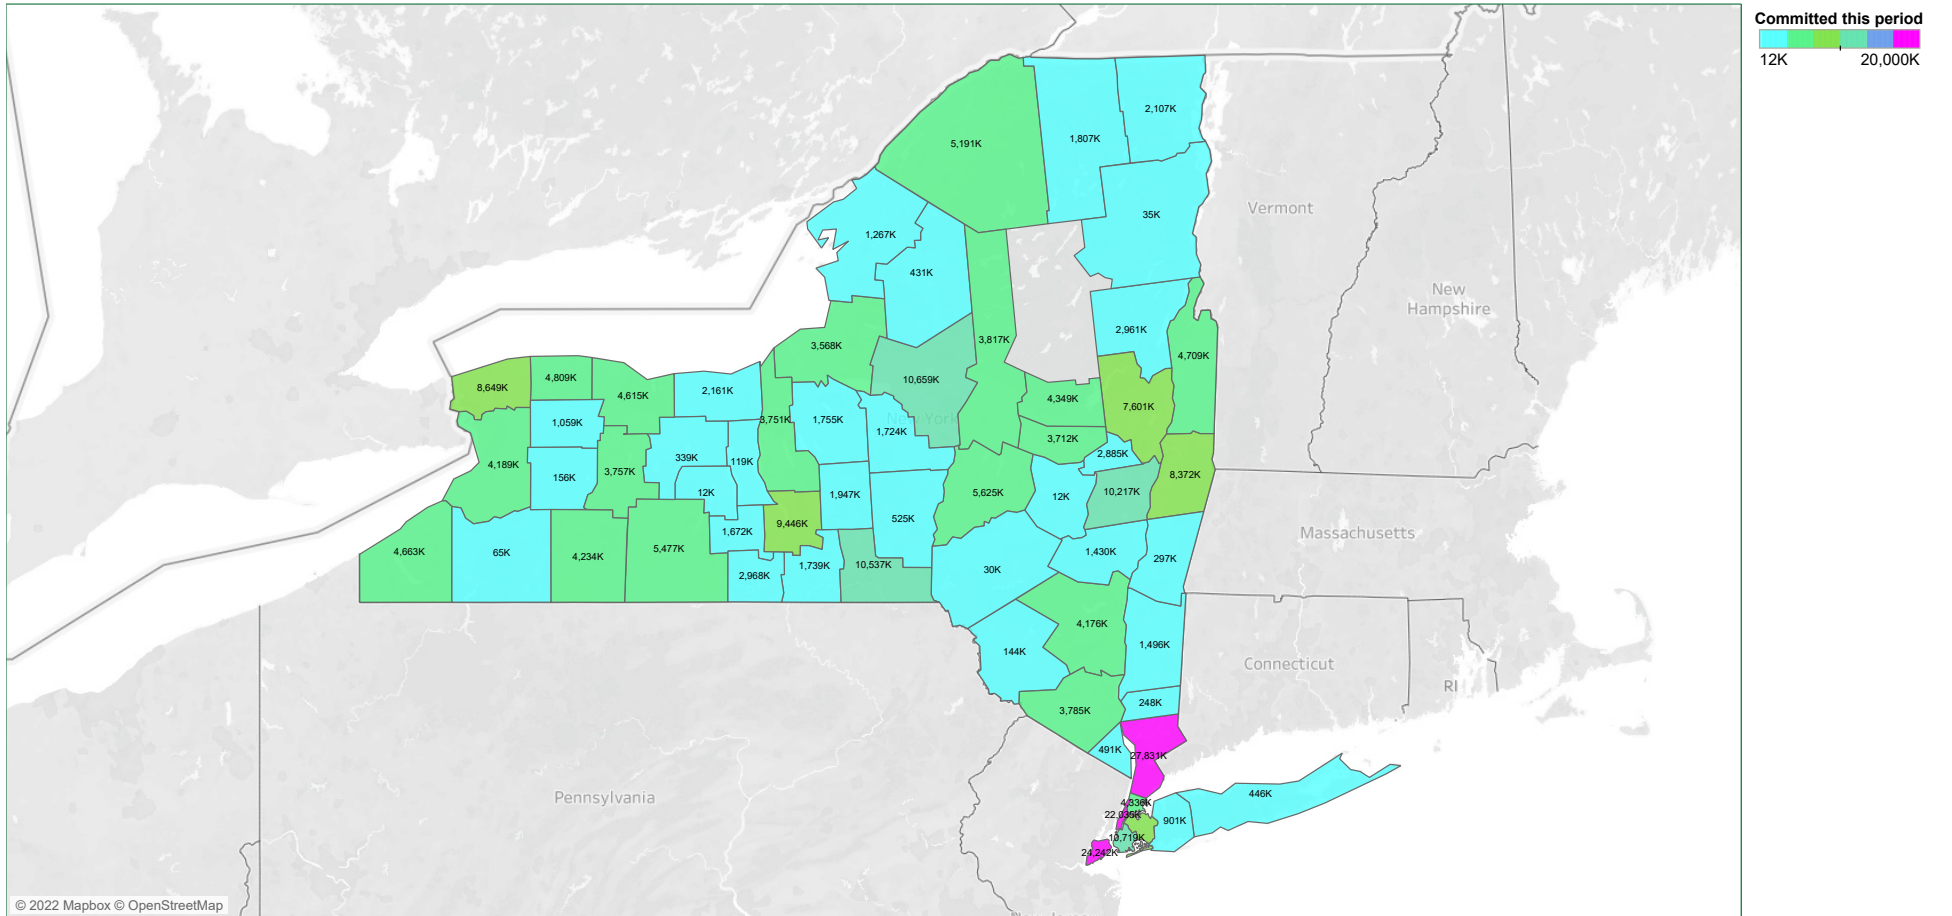 Committed this period
12K 20,000K
2,107K
5,191K
1,807K
Vermont
35K
1,267K
431K
New
Hampshire
2,961K
3,568K
3,817K
4,709K
10,659K
8,649K
4,809K
4,615K
2,161K
4,349K
7,601K
3,751K
1,755K
New York
1,059K
1,724K
3,712K
2,885K
339K
119K
4,189K
156K
3,757K
8,372K
12K
1,947K
5,625K
12K
10,217K
525K
9,446K
1,672K
Massachusetts
4,663K
65K
4,234K
5,477K
1,430K
297K
2,968K
1,739K
10,537K
30K
4,176K
144K
1,496K
Connecticut
RI
248K
3,785K
491K
27,831K
Pennsylvania
446K
4,336K
22,035K
901K
10,719K
24,242K
© 2022 Mapbox © OpenStreetMap